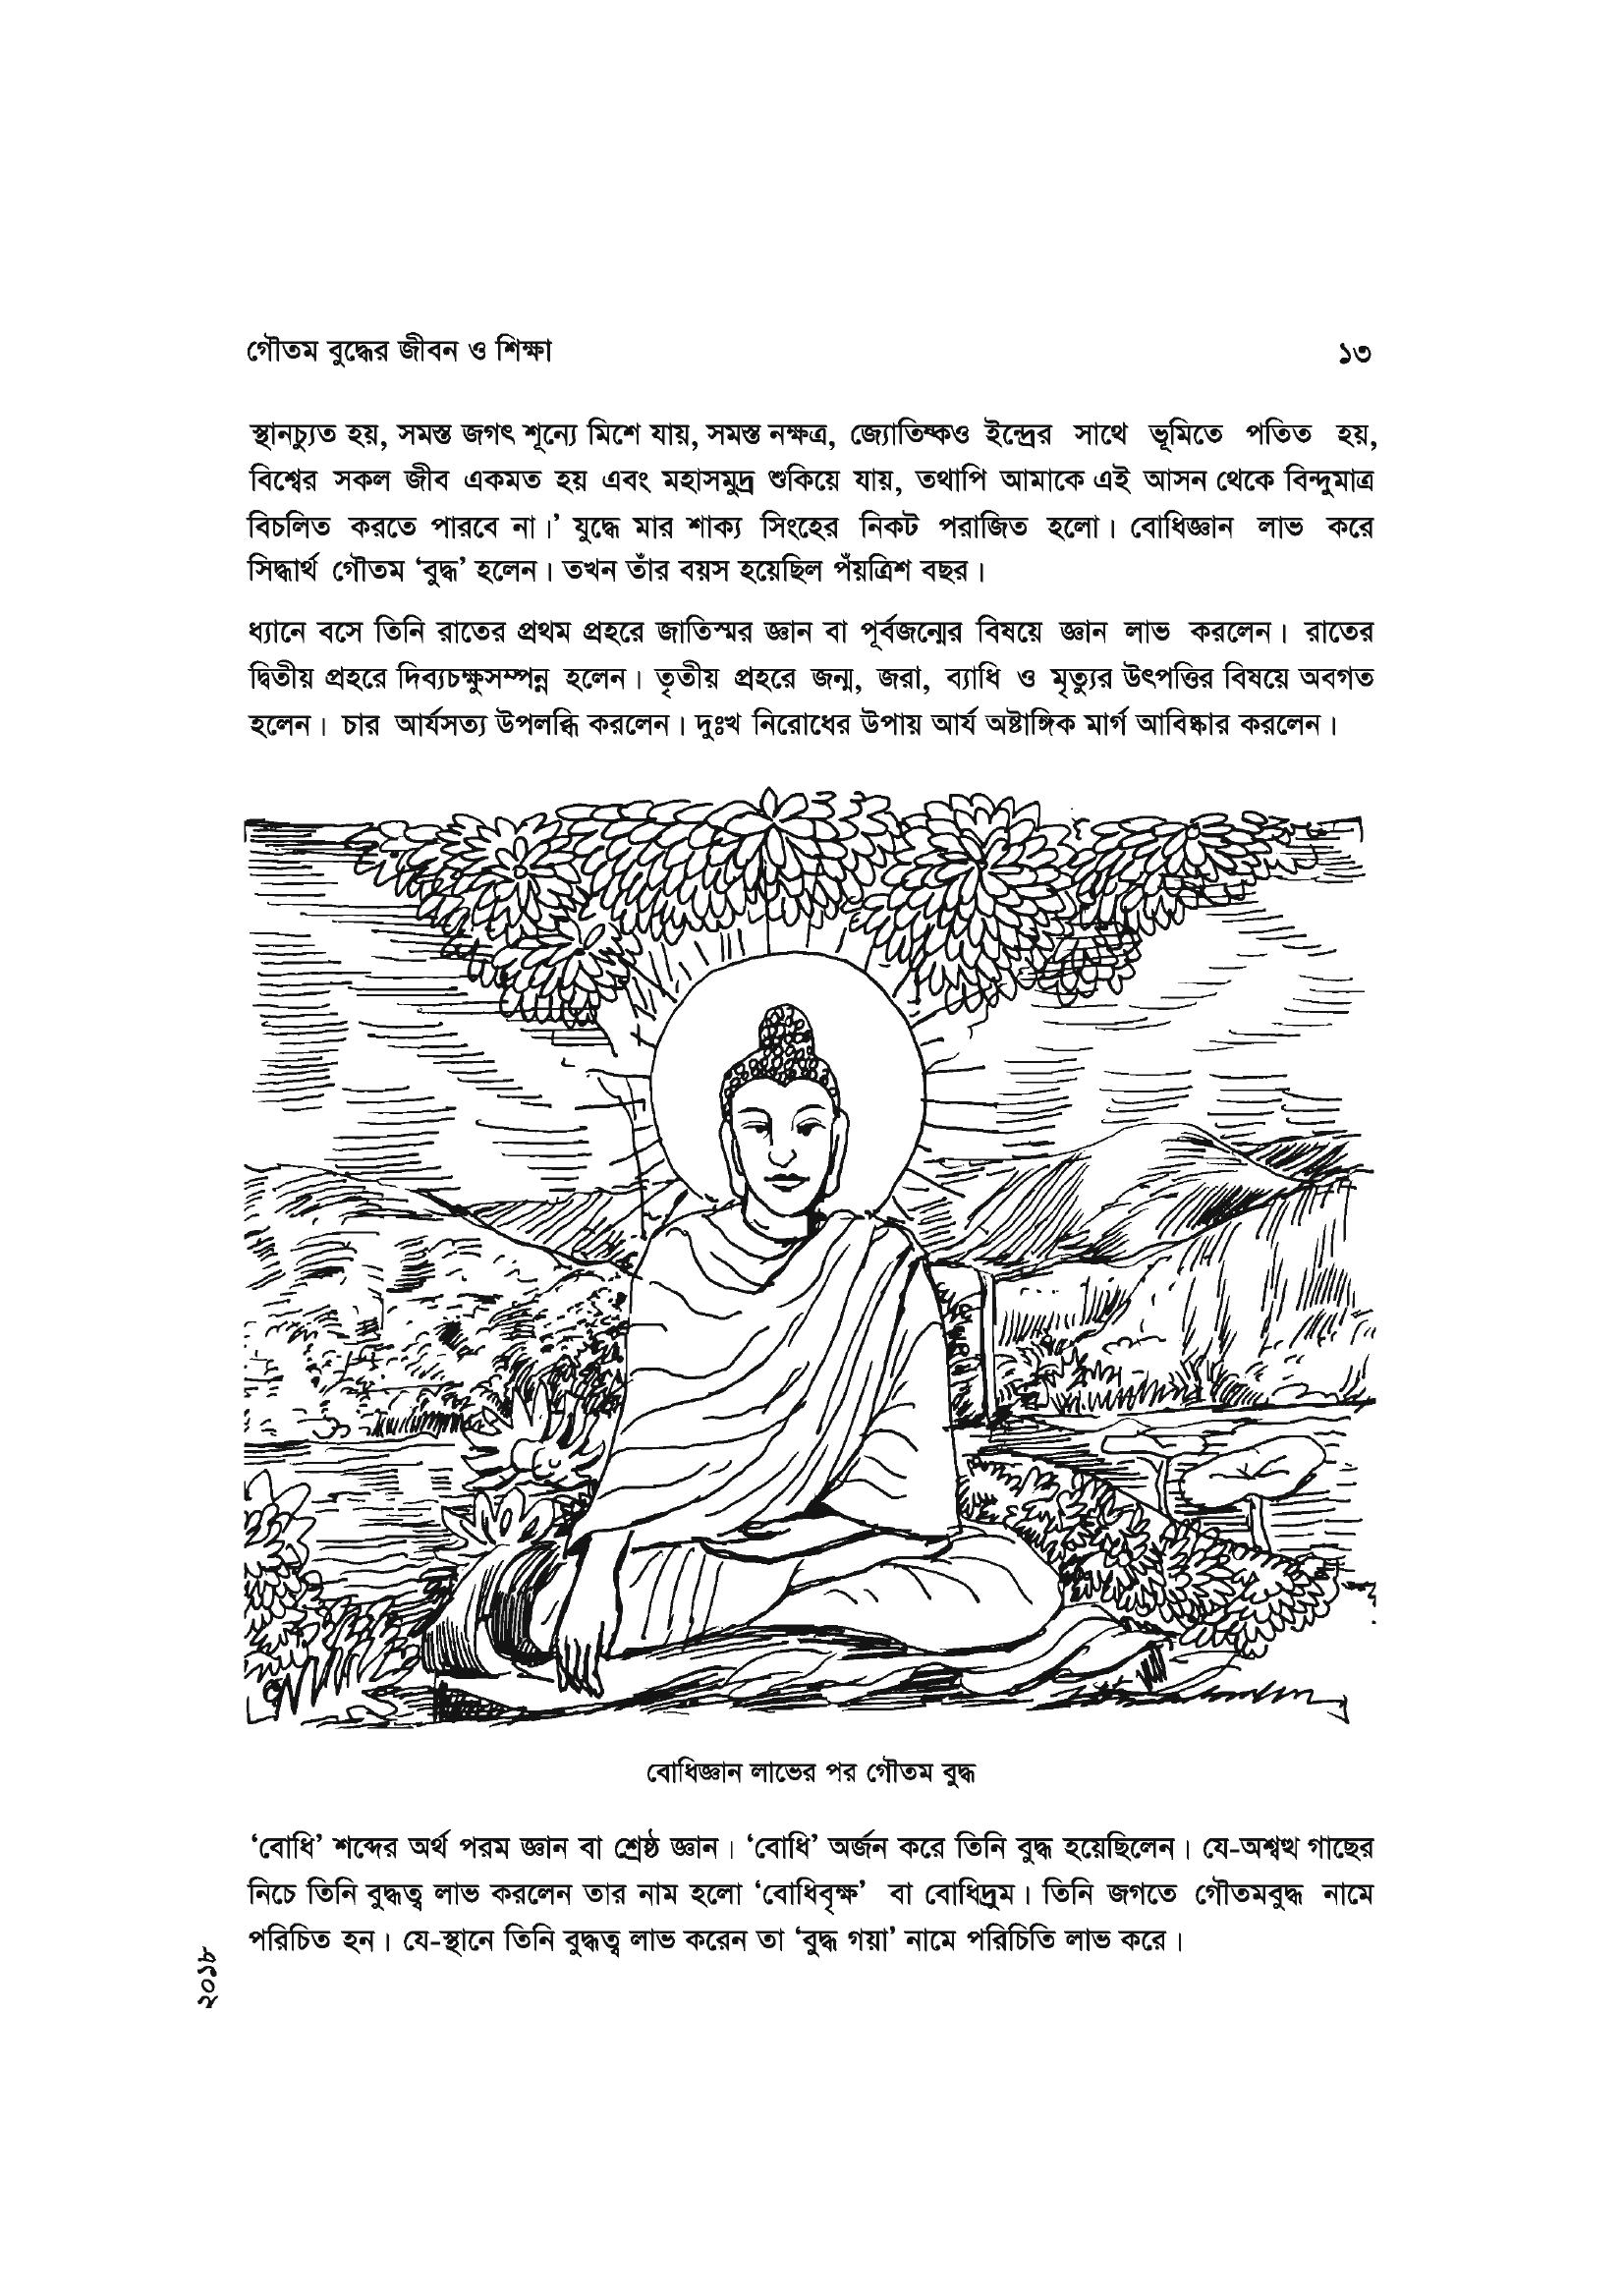 গৌতম বুদ্ধের জীবন ও শিক্ষা ১৩
স্থানচ্যুত হয়, সমস্ত জগৎ শূন্যে মিশে যায়, সমস্ত নক্ষত্র, জ্যোতিষ্কও ইন্দ্রের সাথে ভূমিতে পতিত হয়,
বিশ্বের সকল জীব একমত হয় এবং মহাসমুদ্র শুকিয়ে যায়, তথাপি আমাকে এই আসন থেকে বিন্দুমাত্র
বিচলিত করতে পারবে না।’ যুদ্ধে মার শাক্য সিংহের নিকট পরাজিত হলো। বোধিজ্ঞান লাভ করে
সিদ্ধার্থ গৌতম ‘বুদ্ধ’ হলেন। তখন তাঁর বয়স হয়েছিল পঁয়ত্রিশ বছর।
ধ্যানে বসে তিনি রাতের প্রথম প্রহরে জাতিস্মর জ্ঞান বা পূর্বজন্মের বিষয়ে জ্ঞান লাভ করলেন। রাতের
দ্বিতীয় প্রহরে দিব্যচক্ষুসম্পন্ন হলেন। তৃতীয় প্রহরে জন্ম, জরা, ব্যাধি ও মৃত্যুর উৎপত্তির বিষয়ে অবগত
হলেন। চার আর্যসত্য উপলব্ধি করলেন। দুঃখ নিরোধের উপায় আর্য অষ্টাঙ্গিক মার্গ আবিষ্কার করলেন।
বোধিজ্ঞান লাভের পর গৌতম বুদ্ধ
‘বোধি’ শব্দের অর্থ পরম জ্ঞান বা শ্রেষ্ঠ জ্ঞান। ‘বোধি’ অর্জন করে তিনি বুদ্ধ হয়েছিলেন। যে-অশ্বত্থ গাছের
নিচে তিনি বুদ্ধত্ব লাভ করলেন তার নাম হলো ‘বোধিবৃক্ষ’ বা বোধিদ্রুম। তিনি জগতে গৌতমবুদ্ধ নামে
পরিচিত হন। যে-স্থানে তিনি বুদ্ধত্ব লাভ করেন তা ‘বুদ্ধ গয়া’ নামে পরিচিতি লাভ করে।
২০১৮